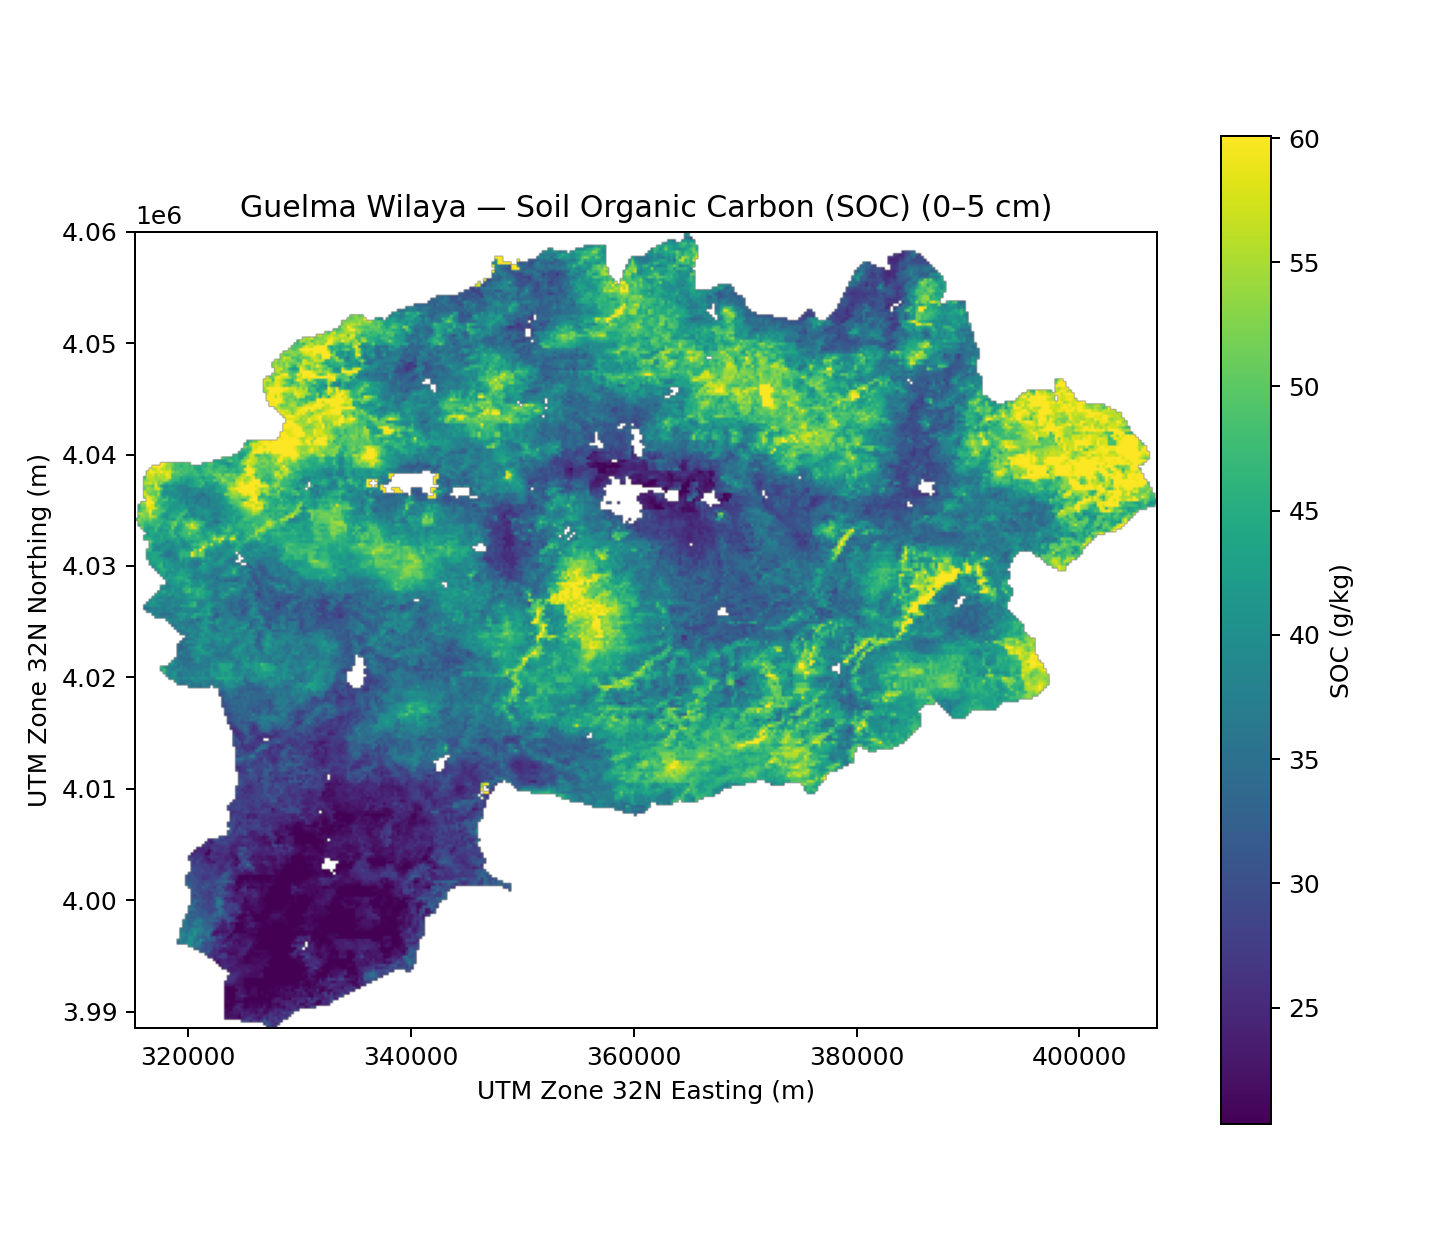 Guelma Wilaya — Soil Organic Carbon (SOC) (0–5 cm)
1e6
4.06
4.05
4.04
4.03
4.02
4.01
4.00
3.99
UTM Zone 32N Northing (m)
320000 340000 360000 380000 400000
UTM Zone 32N Easting (m)
60
55
50
45
40
35
30
25
SOC (g/kg)